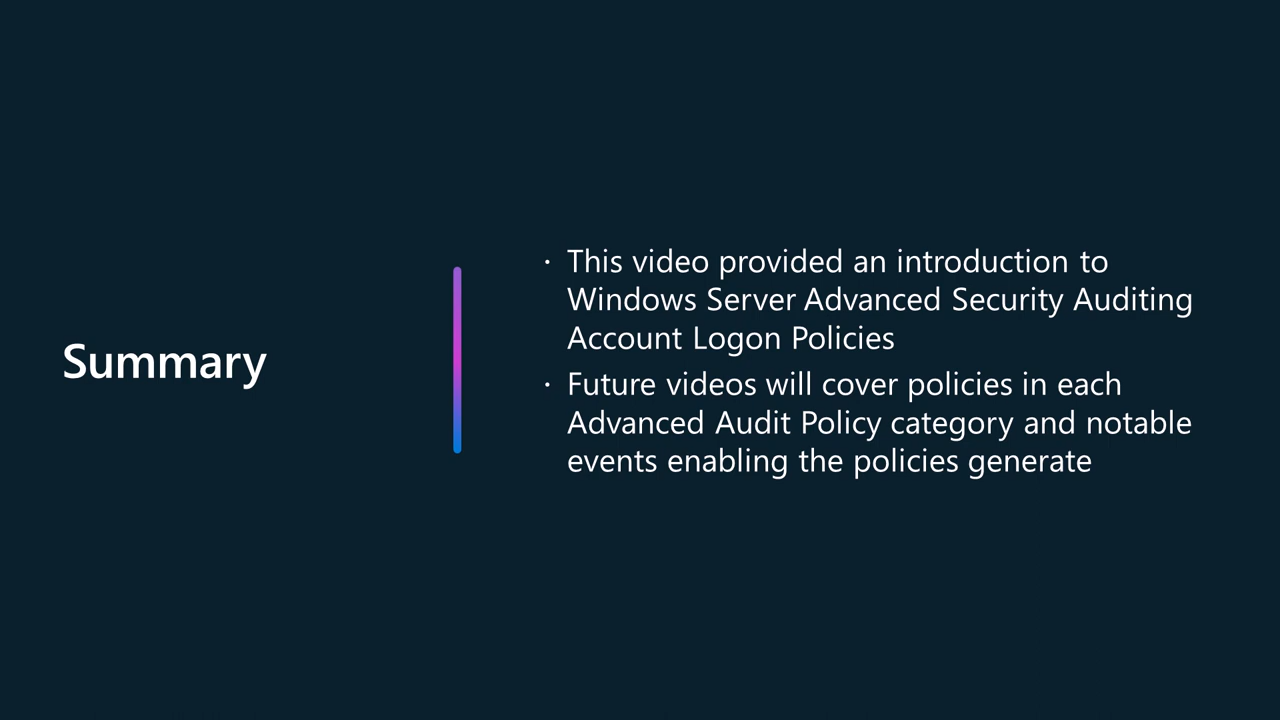 Summary
· This video provided an introduction to
Windows Server Advanced Security Auditing
Account Logon Policies
· Future videos will cover policies in each
Advanced Audit Policy category and notable
events enabling the policies generate